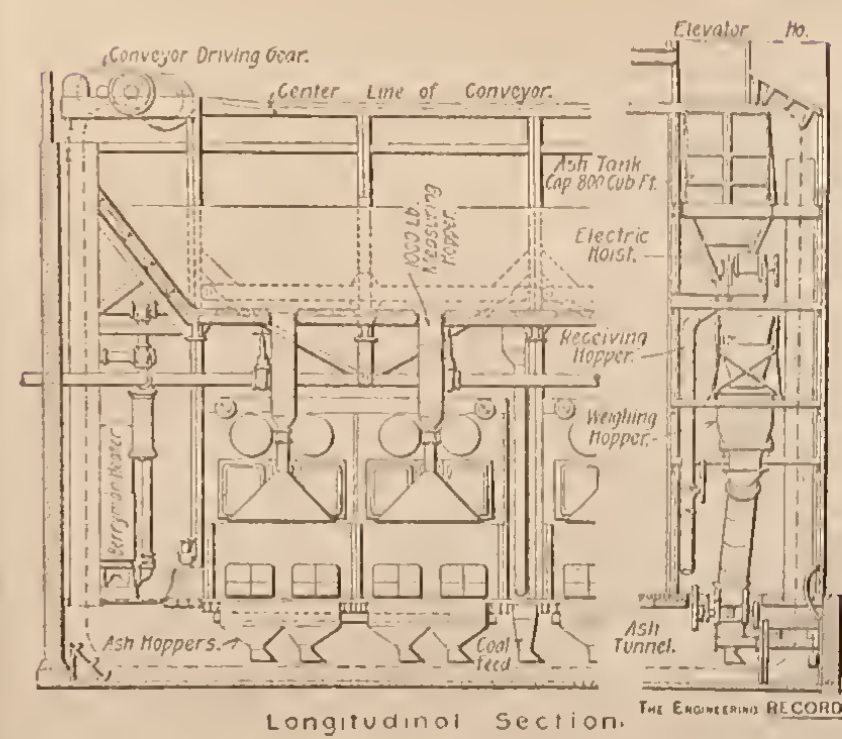 Elevator Ho.
Conveyor Driving Gear.
Center Line of Conveyor.
Ash Tank
Cap 800 Cub Ft.
1000 Lb
Measuring
Hopper
Electric
Hoist.
Receiving
Hopper.
Weighing
Hopper.
Berryman Heater
Ash Hoppers.
Coal
feed
Ash
Tunnel.
THE ENGINEERING RECORD
Longitudinal Section.